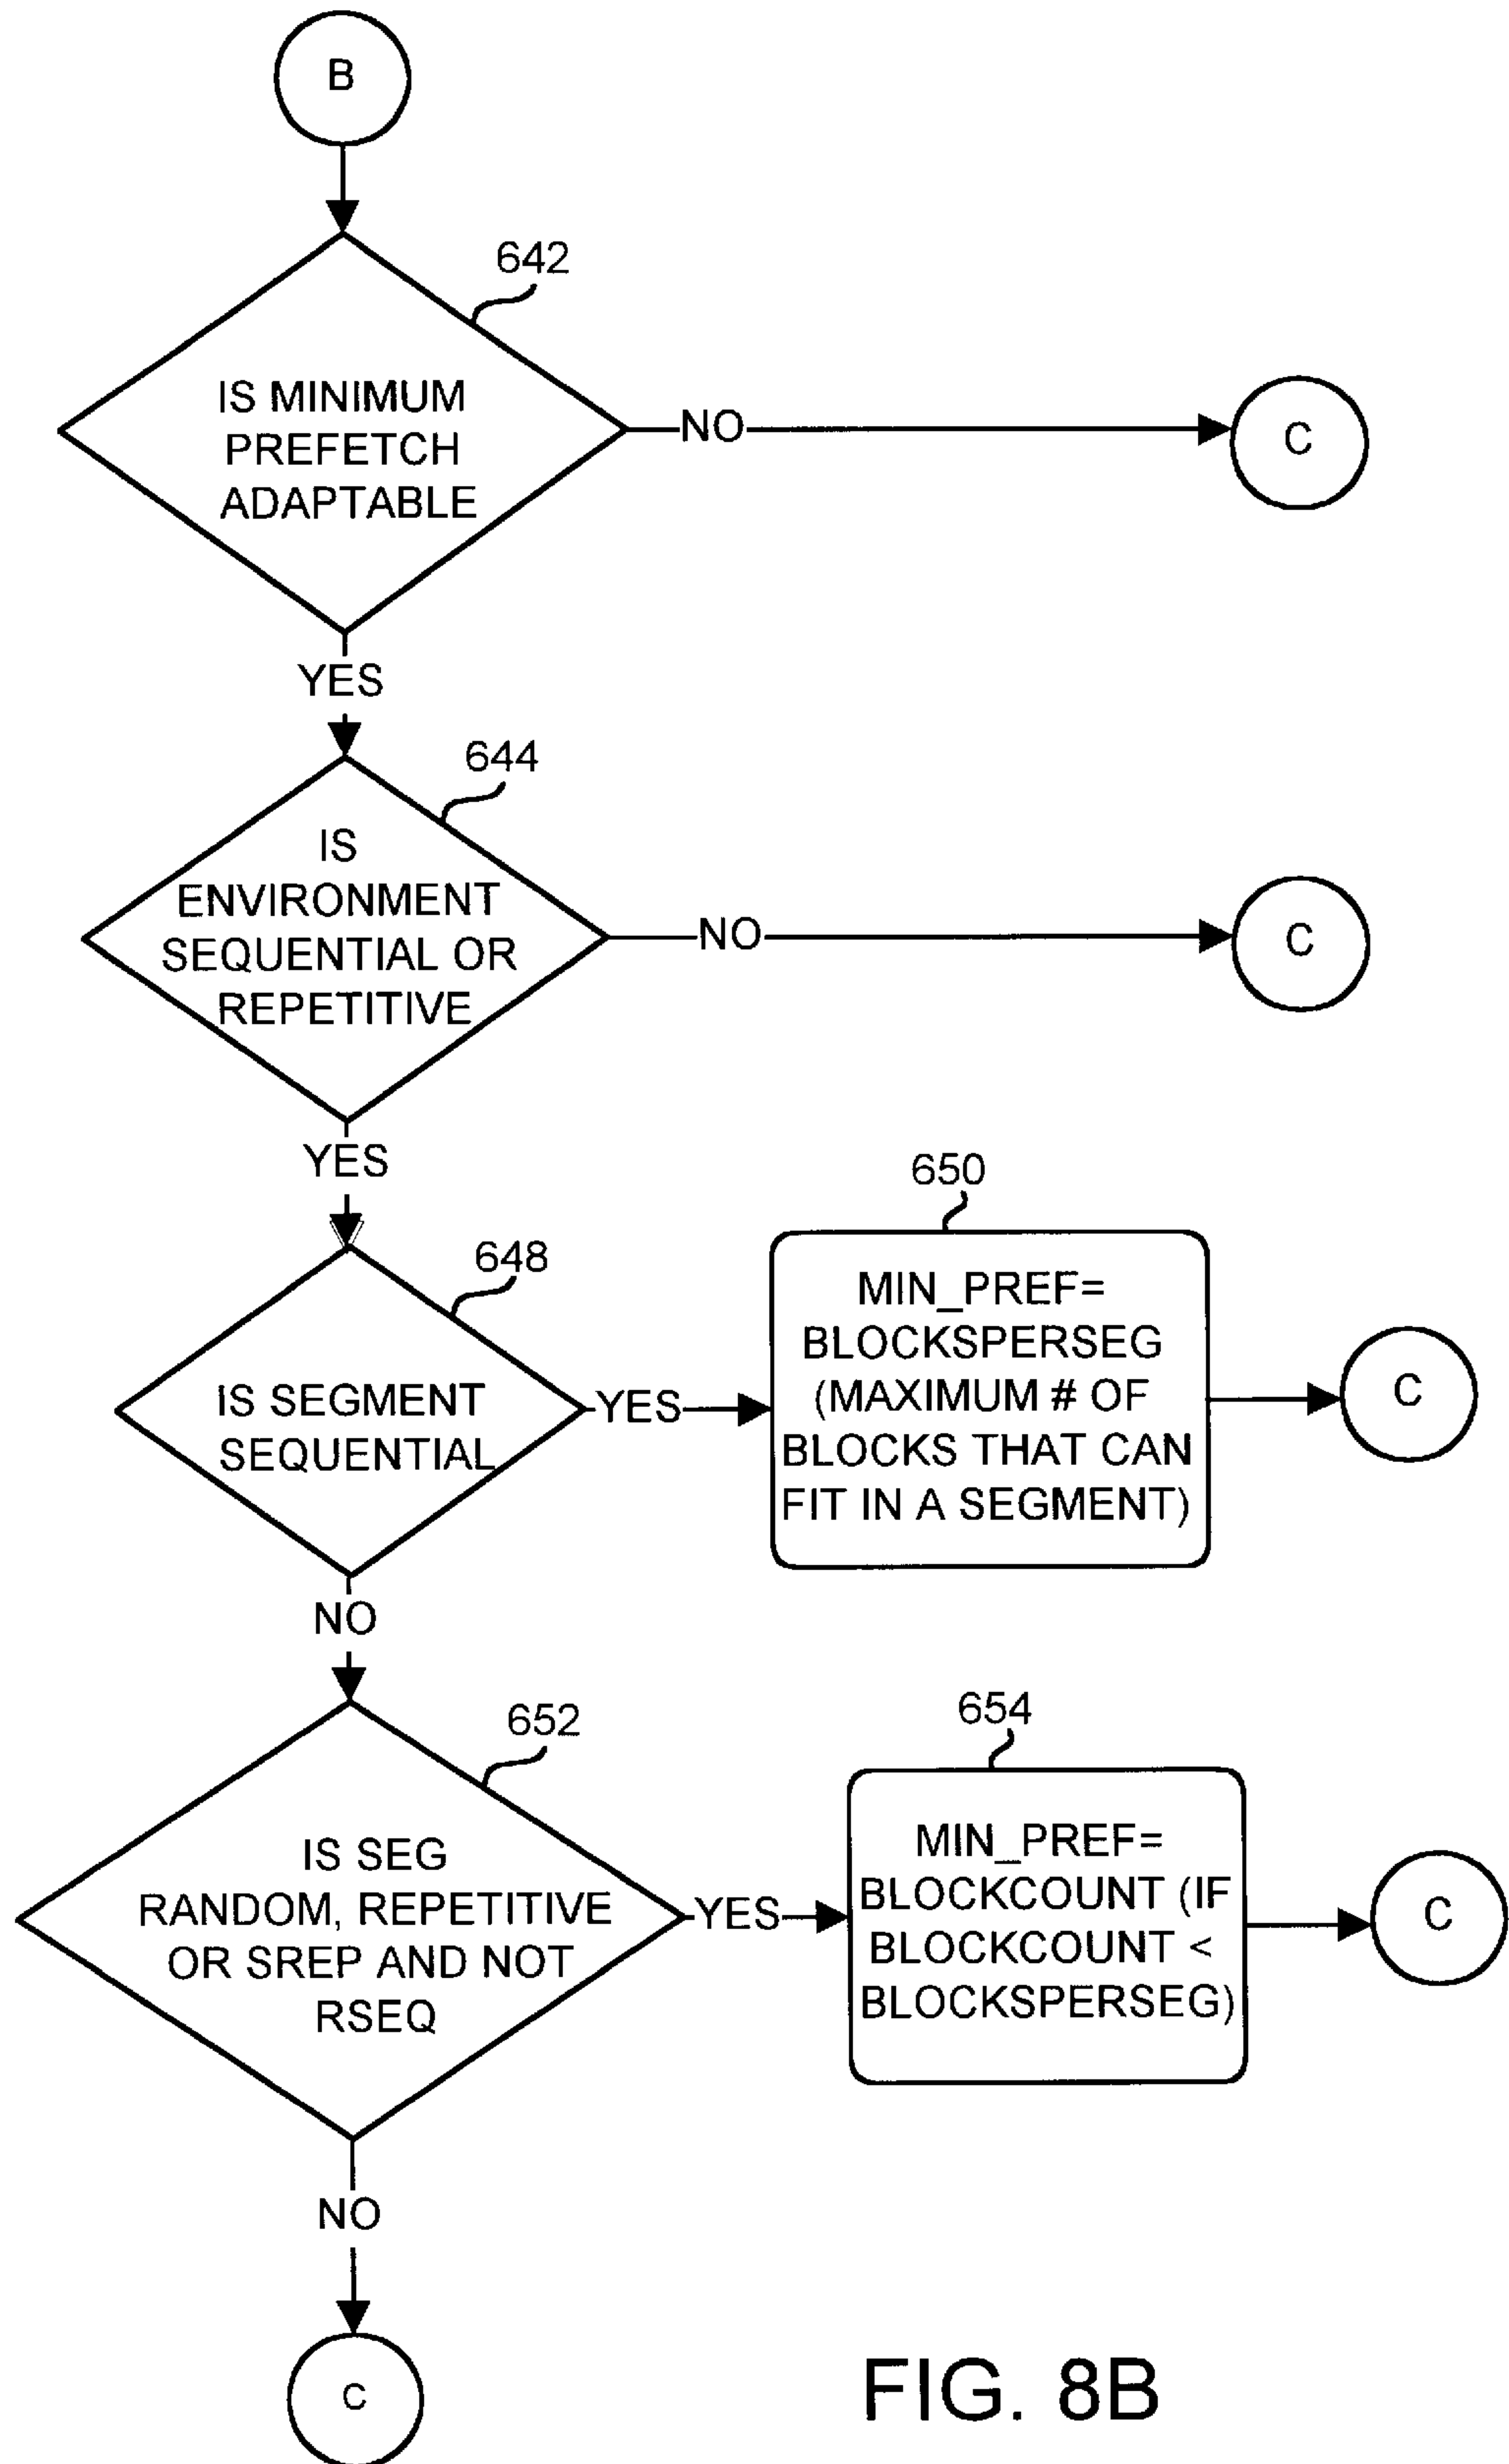 B
642
IS MINIMUM
PREFETCH
ADAPTABLE
NO
C
YES
644
IS
ENVIRONMENT
SEQUENTIAL OR
REPETITIVE
NO
C
YES
648
IS SEGMENT
SEQUENTIAL
YES
650
MIN_PREF=
BLOCKSPERSEG
(MAXIMUM # OF
BLOCKS THAT CAN
FIT IN A SEGMENT)
C
NO
652
IS SEG
RANDOM, REPETITIVE
OR SREP AND NOT
RSEQ
YES
654
MIN_PREF=
BLOCKCOUNT (IF
BLOCKCOUNT <
BLOCKSPERSEG)
C
NO
C
FIG. 8B